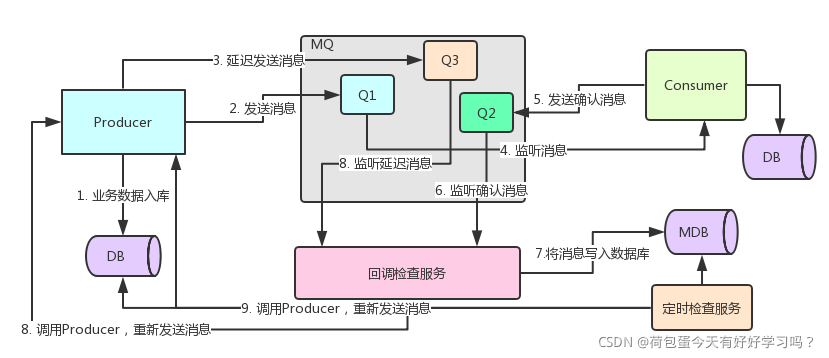 MQ
3. 延迟发送消息
Q3
Q1
2. 发送消息
Q2
5. 发送确认消息
Consumer
Producer
4. 监听消息
DB
8. 监听延迟消息
6. 监听确认消息
1. 业务数据入库
DB
MDB
7.将消息写入数据库
回调检查服务
9. 调用Producer，重新发送消息
定时检查服务
8. 调用Producer，重新发送消息
CSDN @荷包蛋今天有好好学习吗？